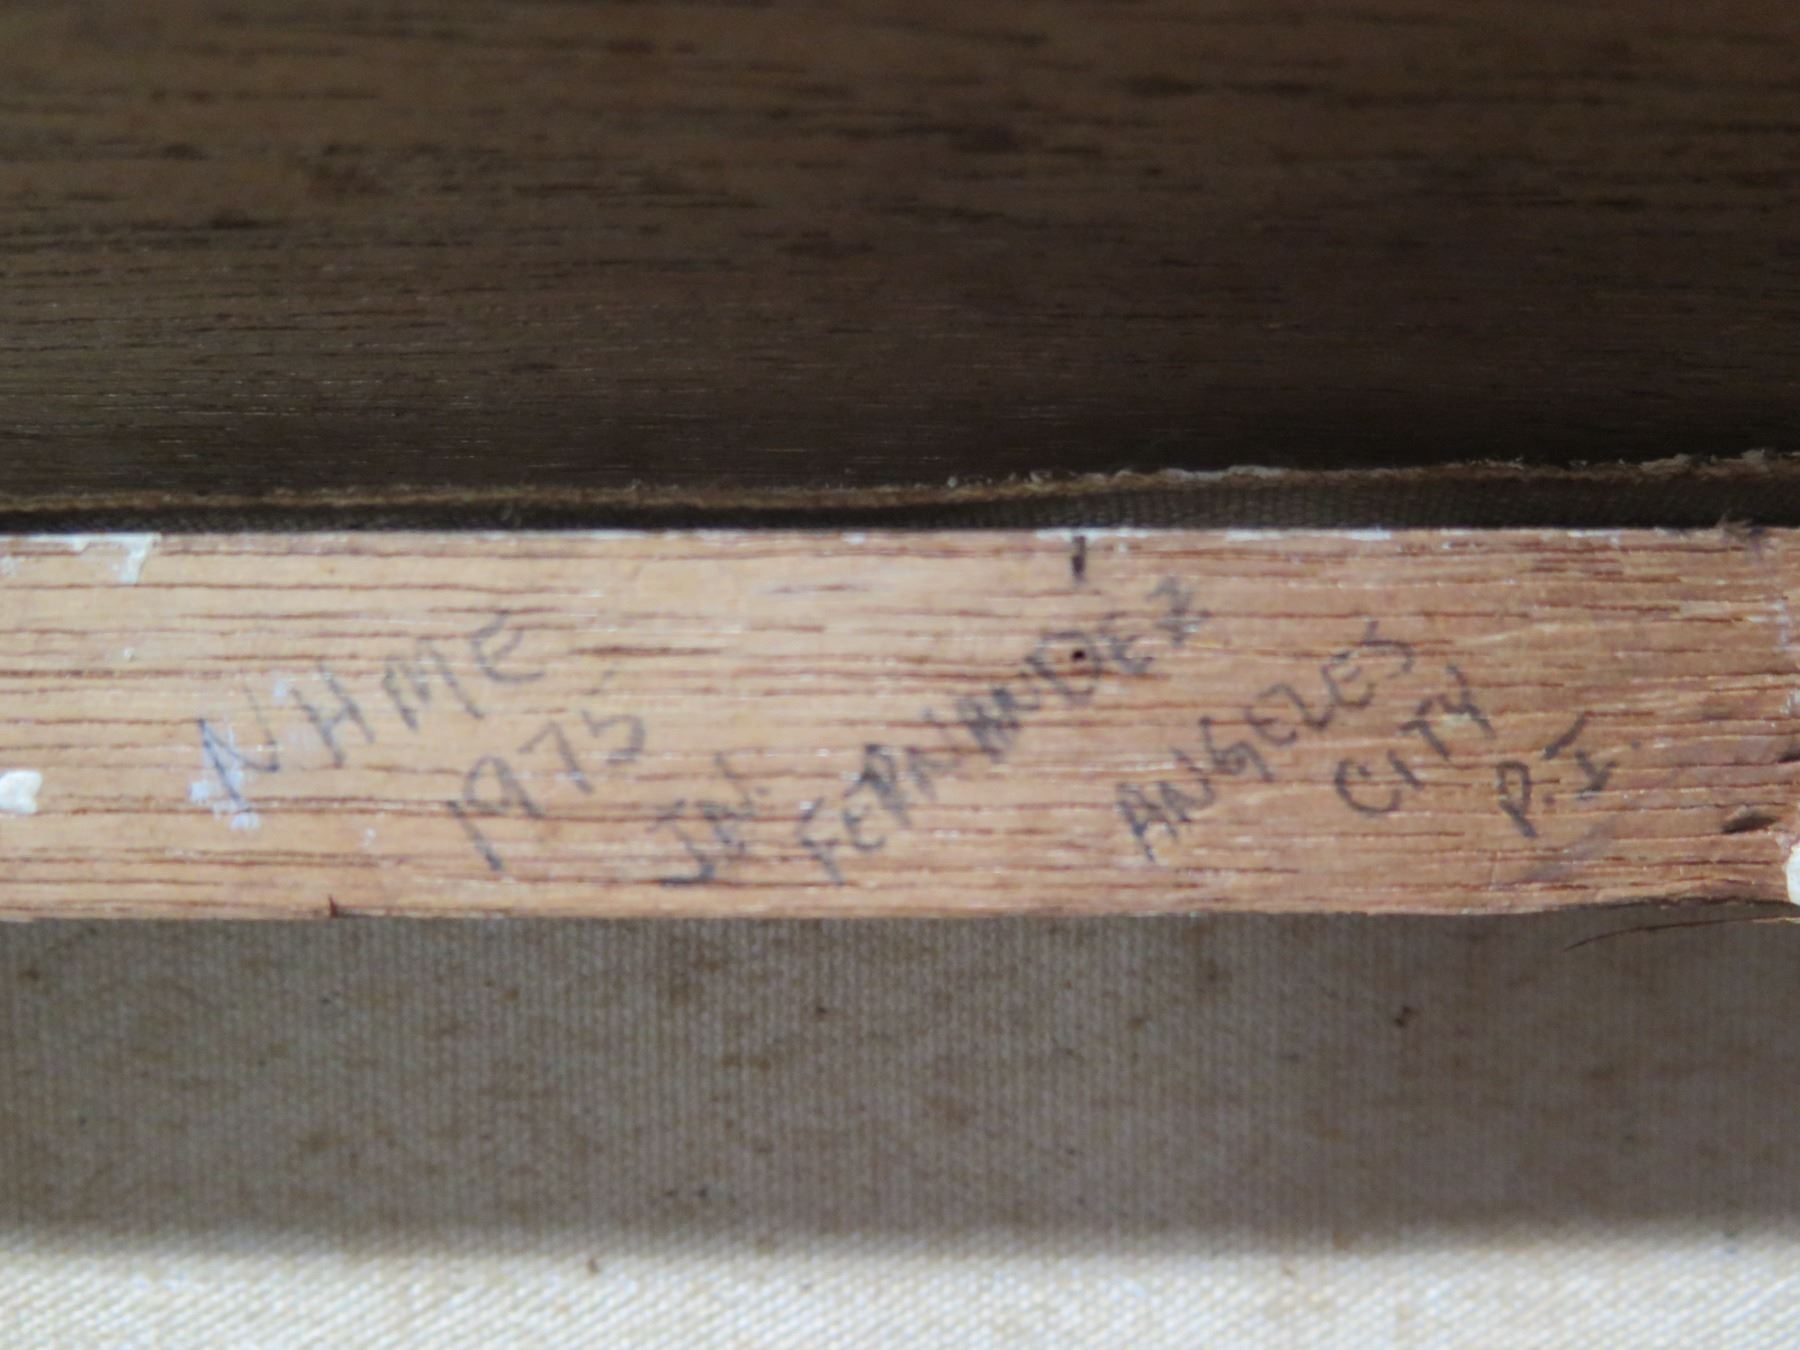 NHME
1975
J.N.
FERNANDEZ
ANGELES
CITY
P.I.